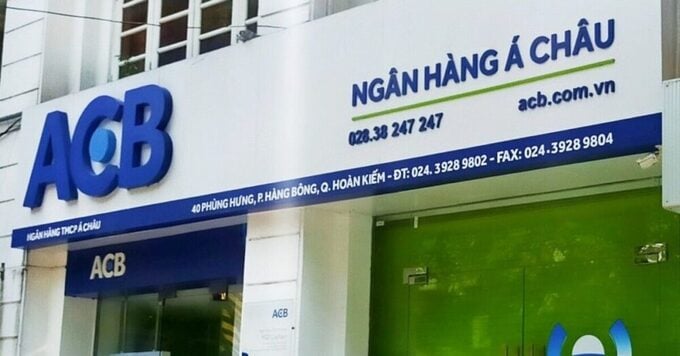 ACB
NGÂN HÀNG Á CHÂU
028.38 247 247
acb.com.vn
NGÂN HÀNG TMCP Á CHÂU
40 PHÙNG HƯNG, P. HÀNG BÔNG, Q. HOÀN KIẾM - ĐT: 024. 3928 9802 - FAX: 024 .3928 9804
ACB
ACB